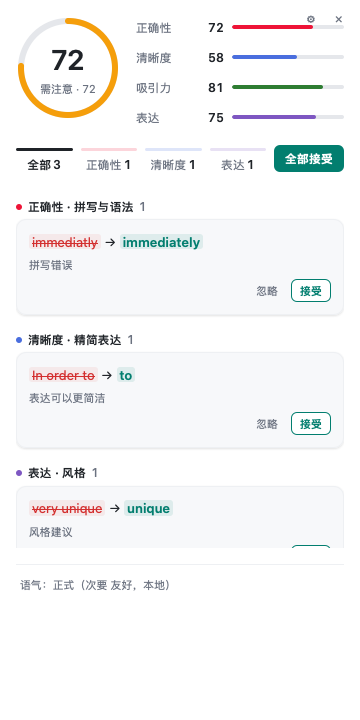 72
需注意 · 72
正确性 72
清晰度 58
吸引力 81
表达 75
全部 3
正确性 1
清晰度 1
表达 1
全部接受
正确性 · 拼写与语法 1
immediatly → immediately
拼写错误
忽略 接受
清晰度 · 精简表达 1
In order to → to
表达可以更简洁
忽略 接受
表达 · 风格 1
very unique → unique
风格建议
语气：正式（次要 友好，本地）